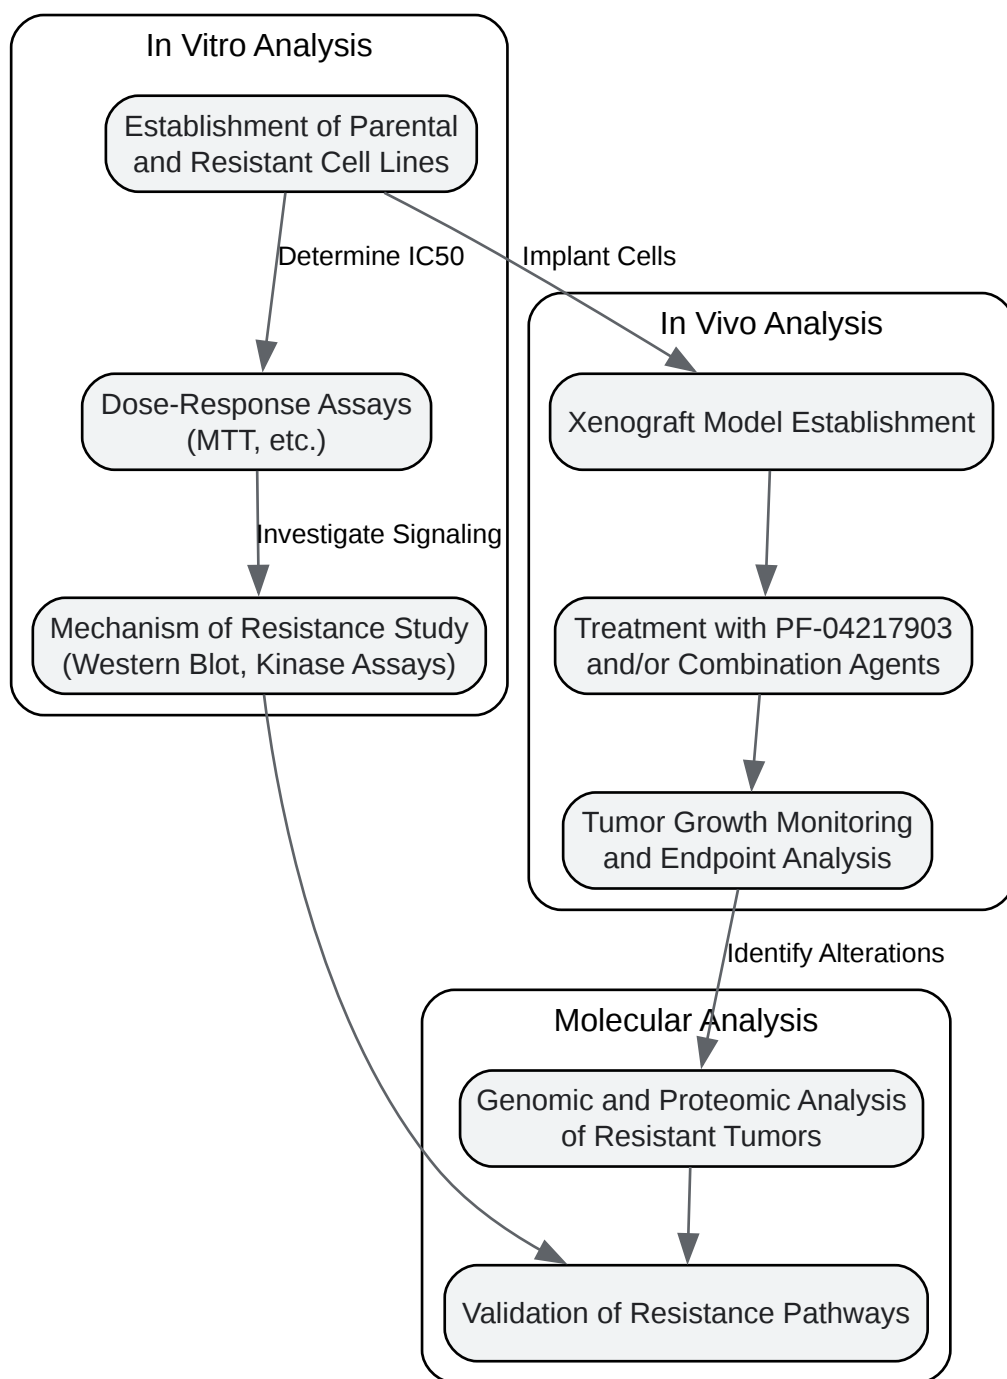 In Vitro Analysis
Establishment of Parental
and Resistant Cell Lines
Determine IC50
Implant Cells
In Vivo Analysis
Dose-Response Assays
(MTT, etc.)
Xenograft Model Establishment
Investigate Signaling
Mechanism of Resistance Study
(Western Blot, Kinase Assays)
Treatment with PF-04217903
and/or Combination Agents
Tumor Growth Monitoring
and Endpoint Analysis
Identify Alterations
Molecular Analysis
Genomic and Proteomic Analysis
of Resistant Tumors
Validation of Resistance Pathways